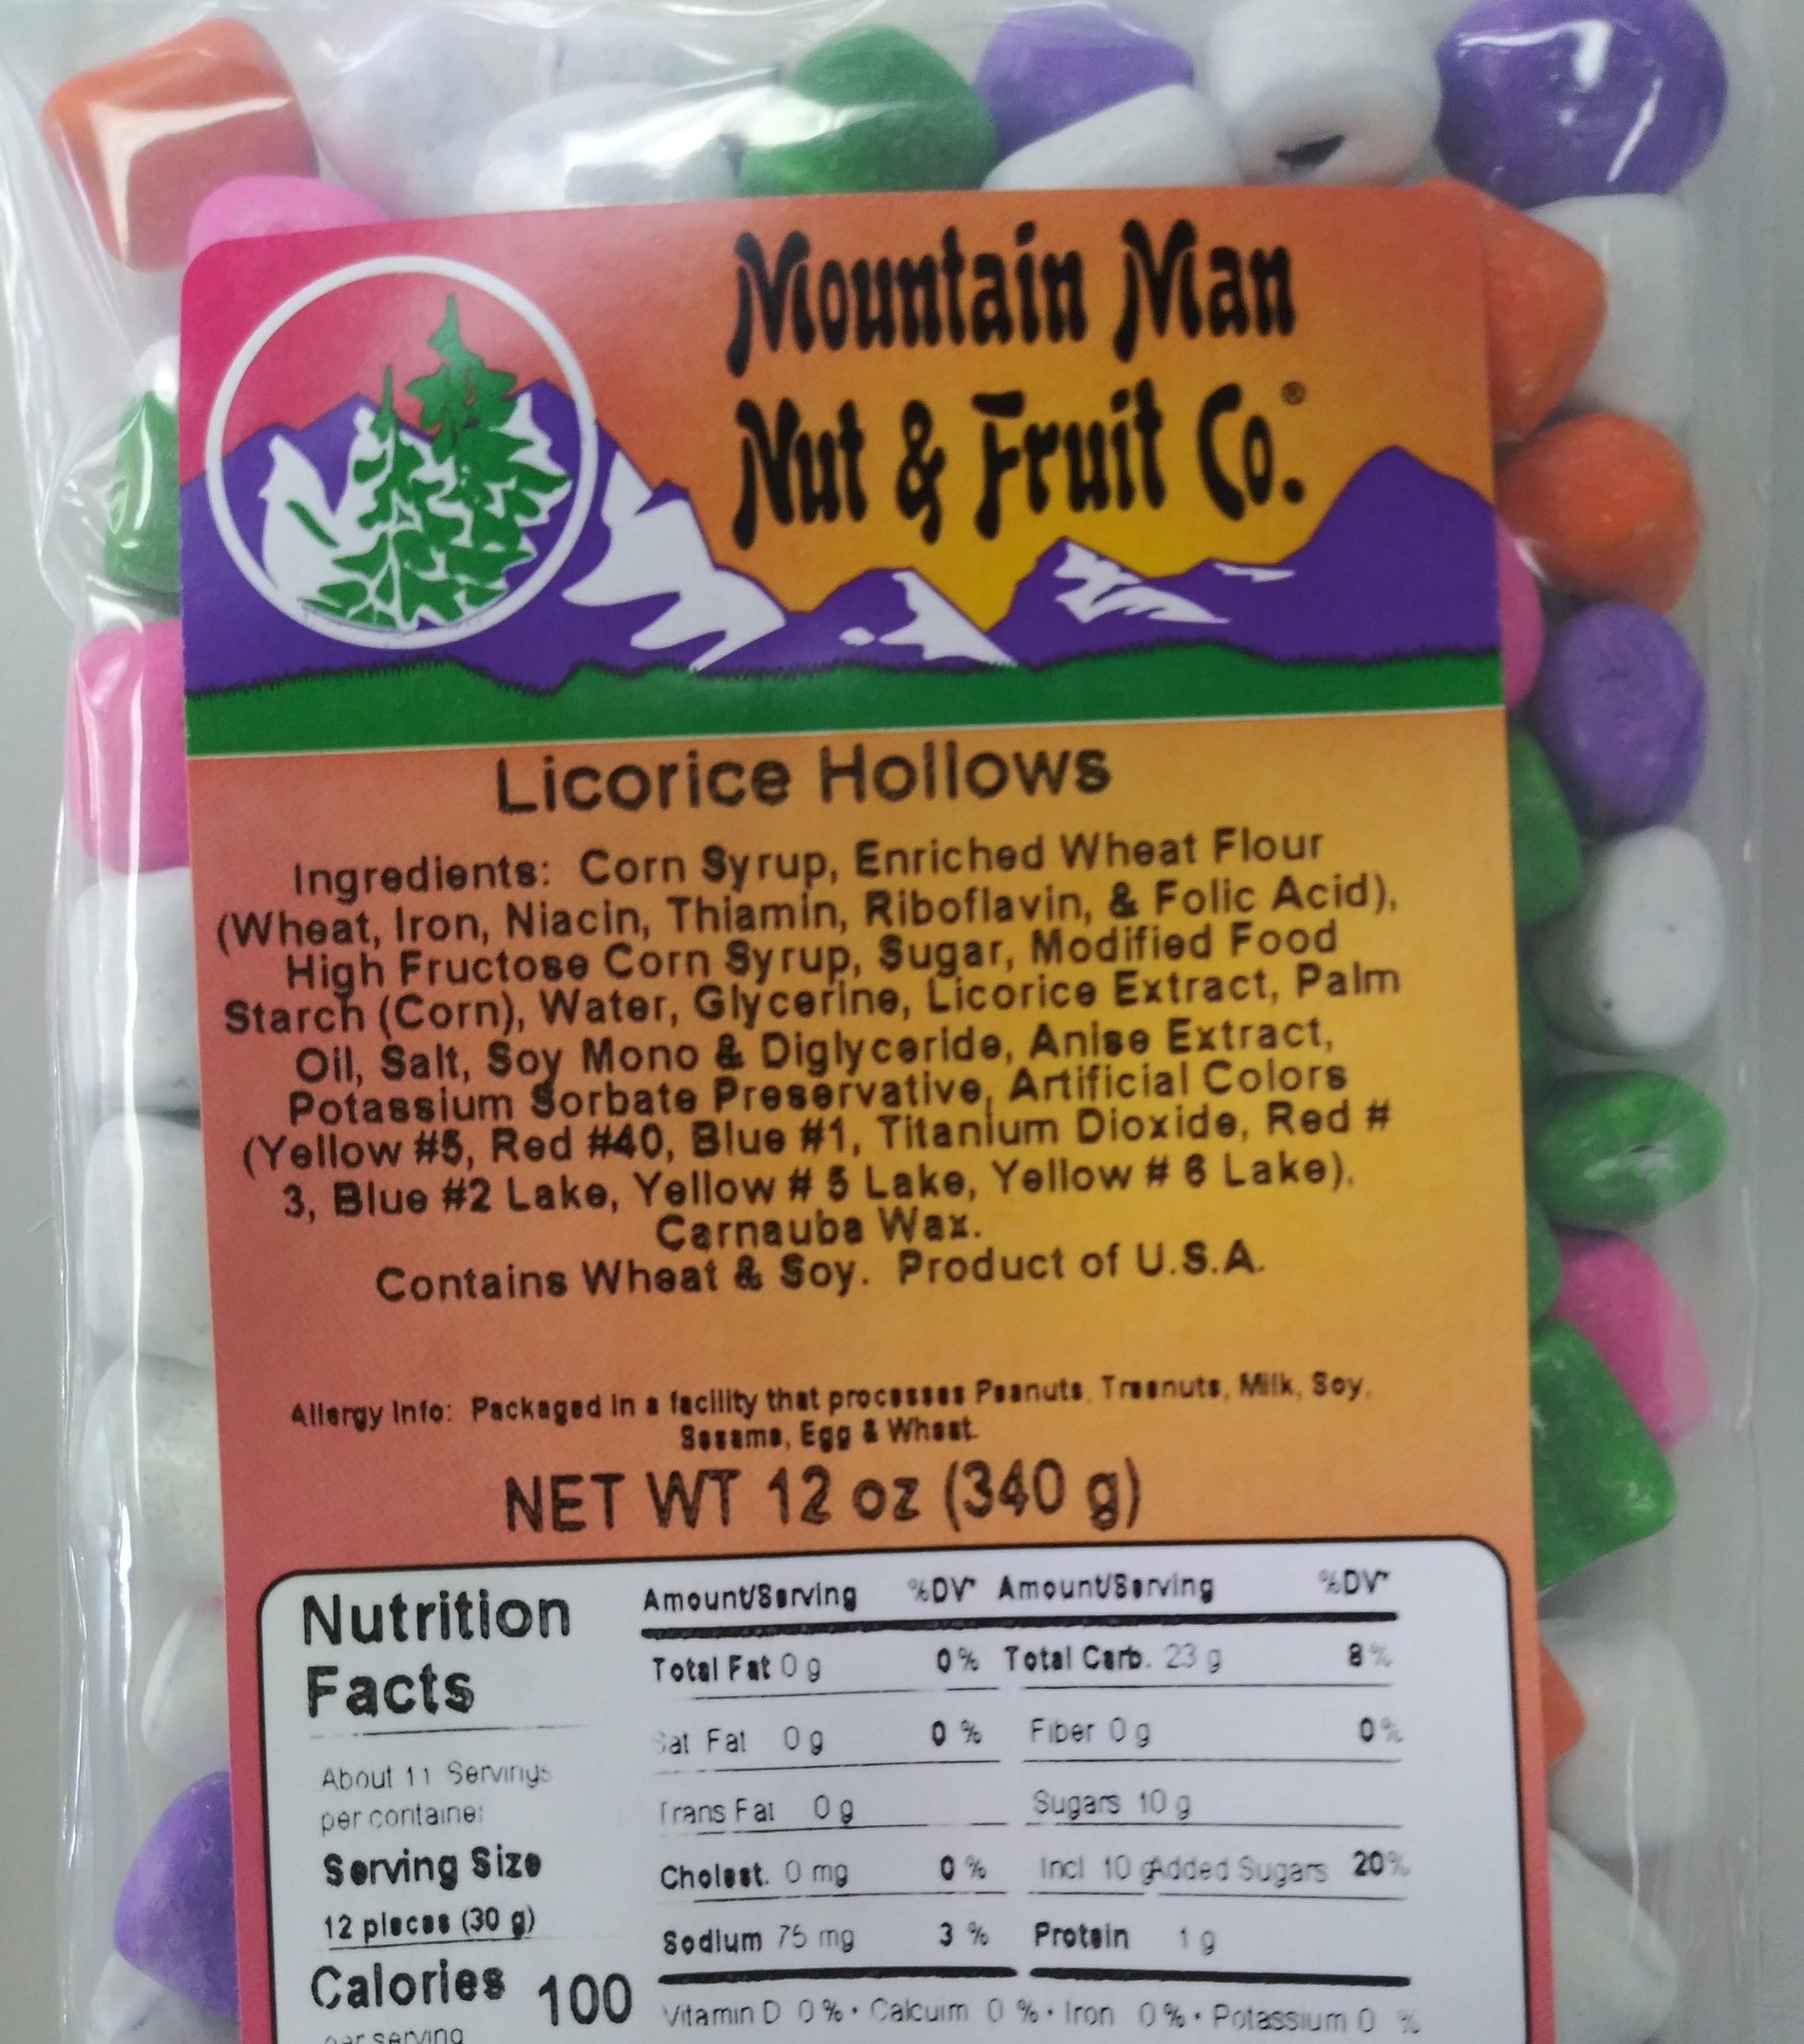 Mountain Man
Nut & Fruit Co.®
Licorice Hollows
Ingredients: Corn Syrup, Enriched Wheat Flour
(Wheat, Iron, Niacin, Thiamin, Riboflavin, & Folic Acid),
High Fructose Corn Syrup, Sugar, Modified Food
Starch (Corn), Water, Glycerine, Licorice Extract, Palm
Oil, Salt, Soy Mono & Diglyceride, Anise Extract,
Potassium Sorbate Preservative, Artificial Colors
(Yellow #5, Red #40, Blue #1, Titanium Dioxide, Red #
3, Blue #2 Lake, Yellow # 5 Lake, Yellow # 6 Lake),
Carnauba Wax.
Contains Wheat & Soy. Product of U.S.A.
Allergy Info: Packaged in a facility that processes Peanuts, Treenuts, Milk, Soy,
Sesame, Egg & Wheat.
NET WT 12 oz (340 g)
Nutrition
Facts
About 11 Servings
per container
Serving Size
12 pieces (30 g)
Calories 100
per serving
Amount/Serving %DV* Amount/Serving %DV*
Total Fat 0 g 0 % Total Carb. 23 g 8 %
Sat Fat 0 g 0 % Fiber 0 g 0 %
Trans Fat 0 g Sugars 10 g
Cholest. 0 mg 0 % Incl 10 g Added Sugars 20%
Sodium 75 mg 3 % Protein 1 g
Vitamin D 0 % • Calcuim 0 % • Iron 0 % • Potassium 0 %